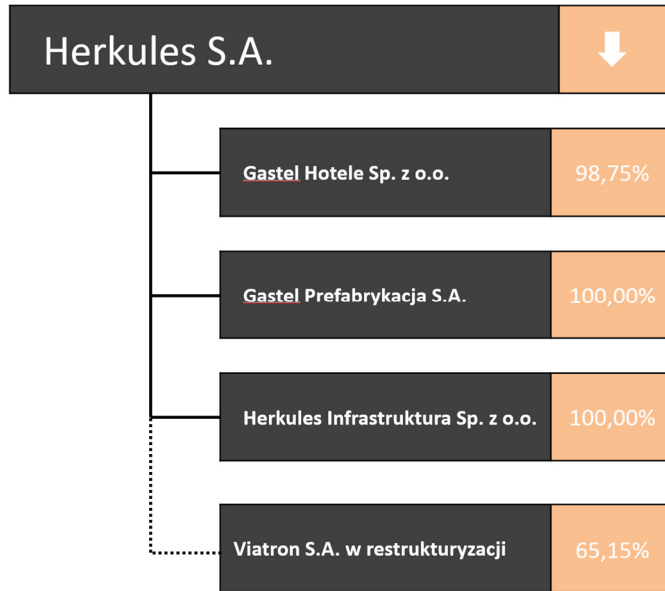 Herkules S.A.
Gastel Hotele Sp. z o.o.
98,75%
Gastel Prefabrykacja S.A.
100,00%
Herkules Infrastruktura Sp. z o.o.
100,00%
Viatron S.A. w restrukturyzacji
65,15%